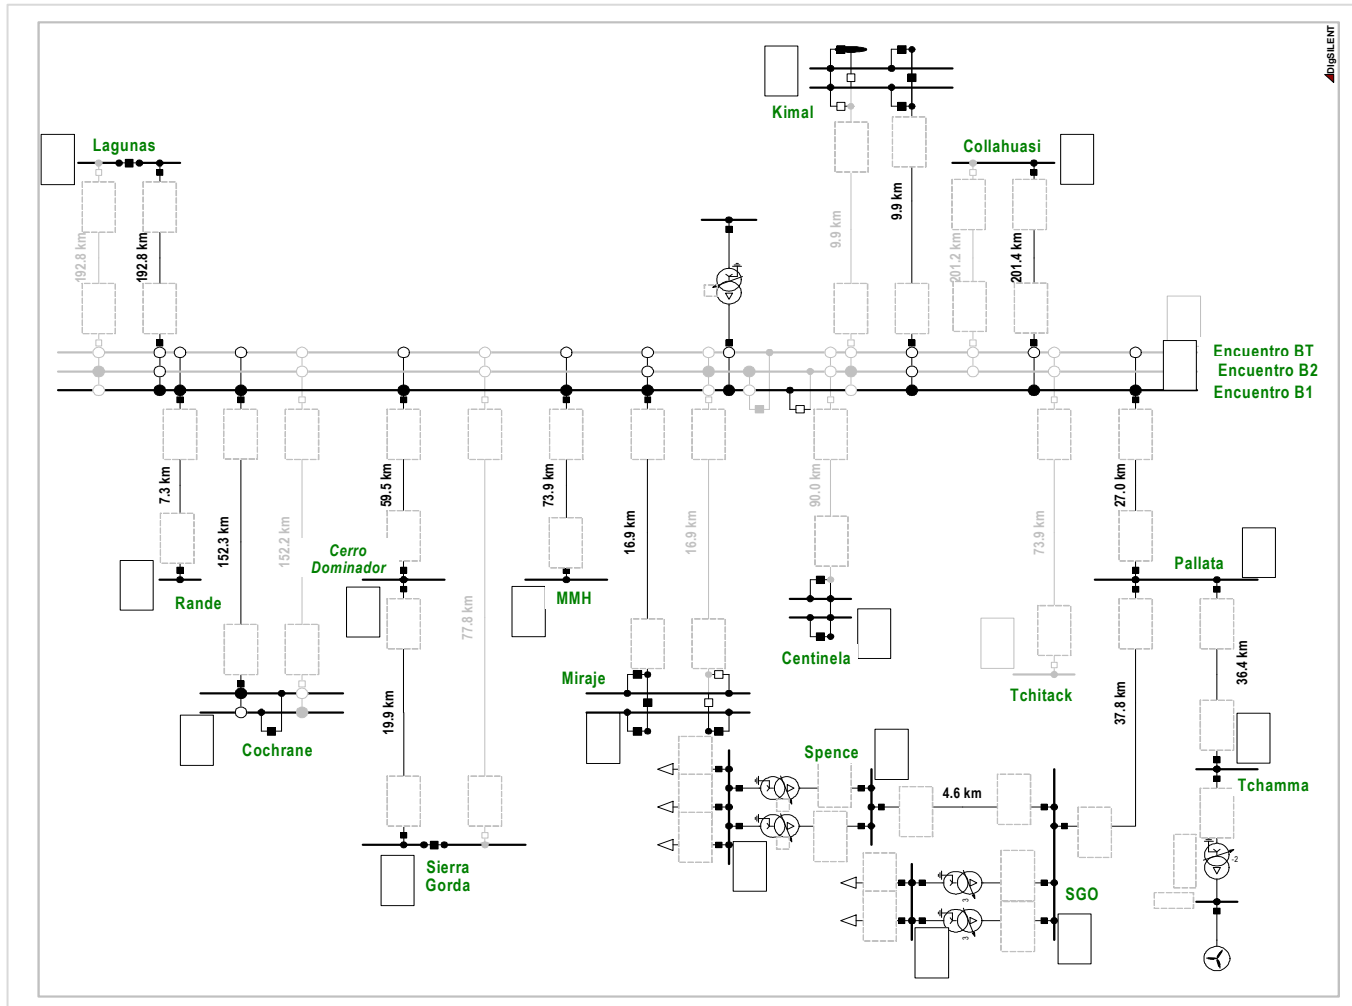 DIgSILENT
Kimal
Lagunas
Collahuasi
192.8 km
192.8 km
9.9 km
9.9 km
201.2 km
201.4 km
Encuentro BT
Encuentro B2
Encuentro B1
7.3 km
152.3 km
152.2 km
59.5 km
77.8 km
73.9 km
16.9 km
16.9 km
90.0 km
73.9 km
27.0 km
Cerro
Dominador
Rande
MMH
Pallata
Centinela
Miraje
Tchitack
36.4 km
37.8 km
19.9 km
Cochrane
Spence
4.6 km
Tchamma
-2
Sierra
Gorda
SGO
3
3